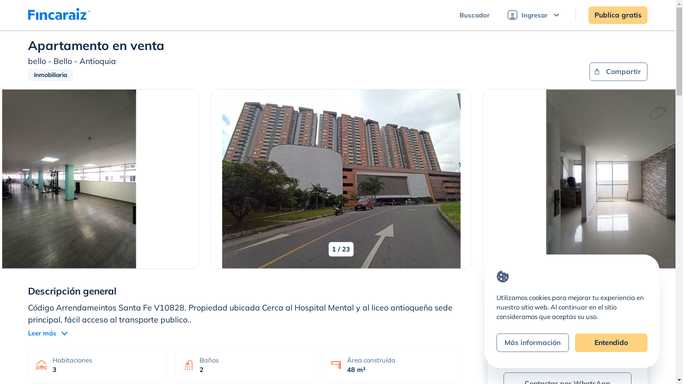 Fincaraíz
Buscador
Ingresar
Publica gratis
Apartamento en venta
bello - Bello - Antioquia
Inmobiliaria
Compartir
1 / 23
Descripción general
Código Arrendameintos Santa Fe V10828, Propiedad ubicada Cerca al Hospital Mental y al liceo antioqueña sede
principal, fácil acceso al transporte publico..
Leer más
Habitaciones
3
Baños
2
Área construída
48 m²
Utilizamos cookies para mejorar tu experiencia en
nuestro sitio web. Al continuar en el sitio
consideramos que aceptas su uso.
Más información
Entendido
Contactar por WhatsApp